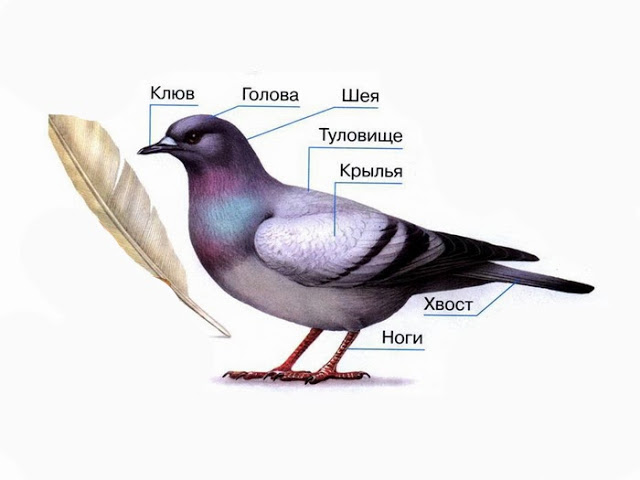 Клюв
Голова
Шея
Туловище
Крылья
Хвост
Ноги